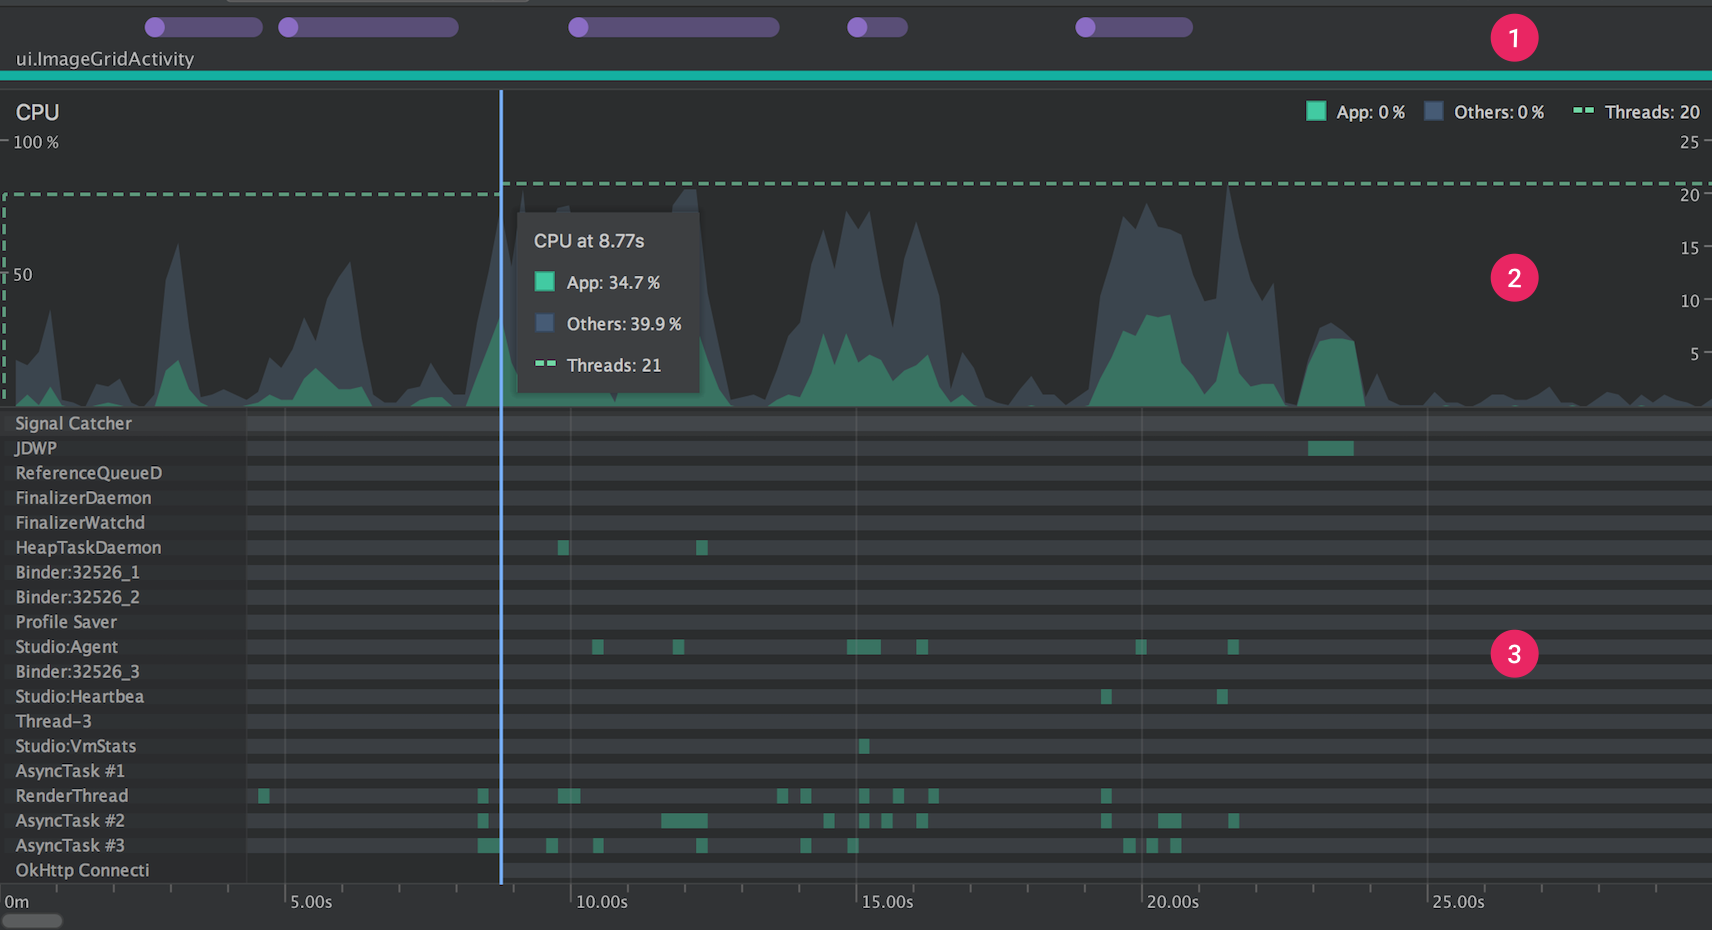 1
ui.ImageGridActivity
CPU
App: 0 % Others: 0 % Threads: 20
100 %
25
20
CPU at 8.77s
15
50
App: 34.7 %
2
10
Others: 39.9 %
5
Threads: 21
Signal Catcher
JDWP
ReferenceQueueD
FinalizerDaemon
FinalizerWatchd
HeapTaskDaemon
Binder:32526_1
Binder:32526_2
Profile Saver
Studio:Agent
3
Binder:32526_3
Studio:Heartbea
Thread-3
Studio:VmStats
AsyncTask #1
RenderThread
AsyncTask #2
AsyncTask #3
OkHttp Connecti
0m 5.00s 10.00s 15.00s 20.00s 25.00s